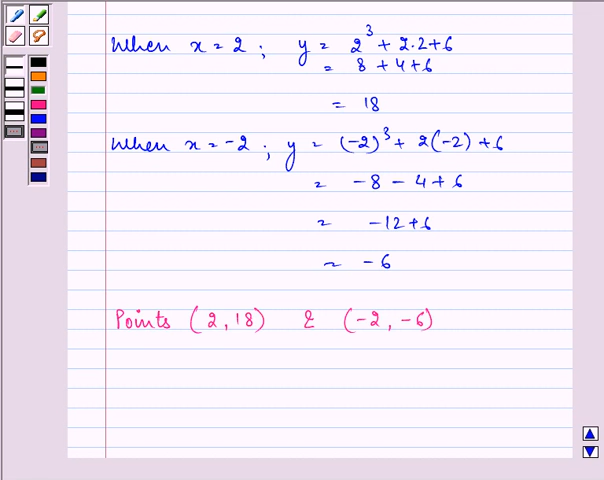 When x = 2 ; y = 2³ + 2.2 + 6
= 8 + 4 + 6
= 18
When x = -2 ; y = (-2)³ + 2(-2) + 6
= -8 - 4 + 6
= -12 + 6
= -6
Points (2, 18) & (-2, -6)